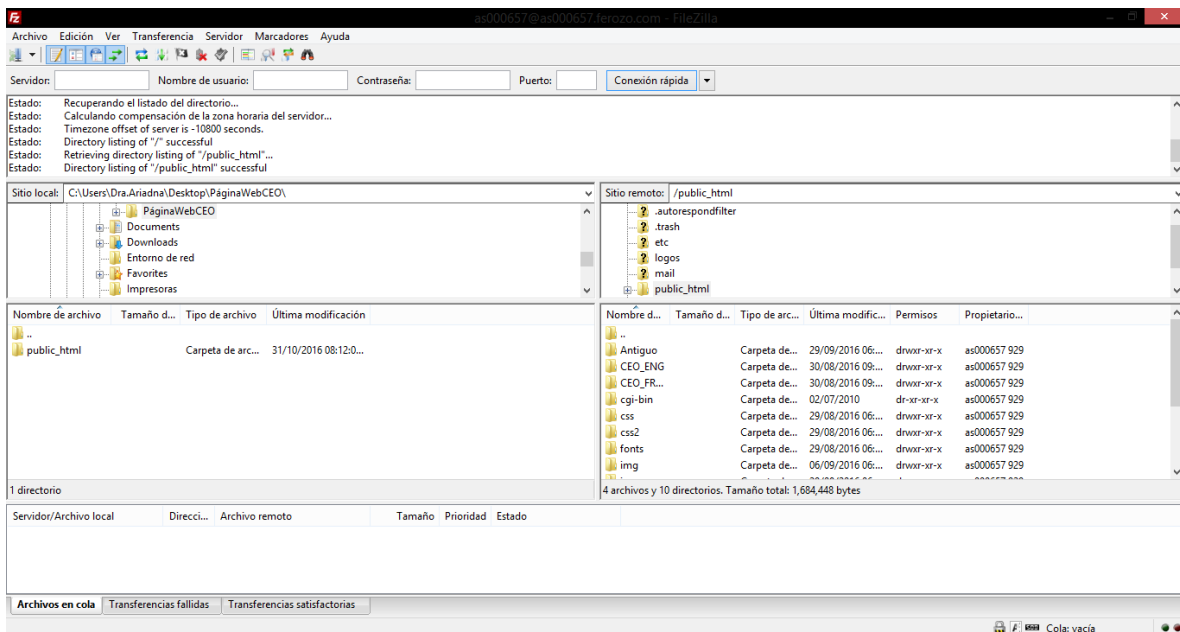 as000657@as000657.ferozo.com - FileZilla
Archivo Edición Ver Transferencia Servidor Marcadores Ayuda
Servidor: Nombre de usuario: Contraseña: Puerto: Conexión rápida
Estado: Recuperando el listado del directorio...
Estado: Calculando compensación de la zona horaria del servidor...
Estado: Timezone offset of server is -10800 seconds.
Estado: Directory listing of "/" successful
Estado: Retrieving directory listing of "/public_html"...
Estado: Directory listing of "/public_html" successful
Sitio local: C:\Users\Dra.Ariadna\Desktop\PáginaWebCEO\
PáginaWebCEO
Documents
Downloads
Entorno de red
Favorites
Impresoras
Sitio remoto: /public_html
.autorespondfilter
.trash
etc
logos
mail
public_html
Nombre de archivo Tamaño d... Tipo de archivo Última modificación
..
public_html Carpeta de arc... 31/10/2016 08:12:0...
1 directorio
Nombre d... Tamaño d... Tipo de arc... Última modific... Permisos Propietario...
..
Antiguo Carpeta de... 29/09/2016 06:... drwxr-xr-x as000657 929
CEO_ENG Carpeta de... 30/08/2016 09:... drwxr-xr-x as000657 929
CEO_FR... Carpeta de... 30/08/2016 09:... drwxr-xr-x as000657 929
cgi-bin Carpeta de... 02/07/2010 dr-xr-xr-x as000657 929
css Carpeta de... 29/08/2016 06:... drwxr-xr-x as000657 929
css2 Carpeta de... 29/08/2016 06:... drwxr-xr-x as000657 929
fonts Carpeta de... 29/08/2016 06:... drwxr-xr-x as000657 929
img Carpeta de... 06/09/2016 06:... drwxr-xr-x as000657 929
4 archivos y 10 directorios. Tamaño total: 1,684,448 bytes
Servidor/Archivo local Direcci... Archivo remoto Tamaño Prioridad Estado
Archivos en cola Transferencias fallidas Transferencias satisfactorias
Cola: vacía